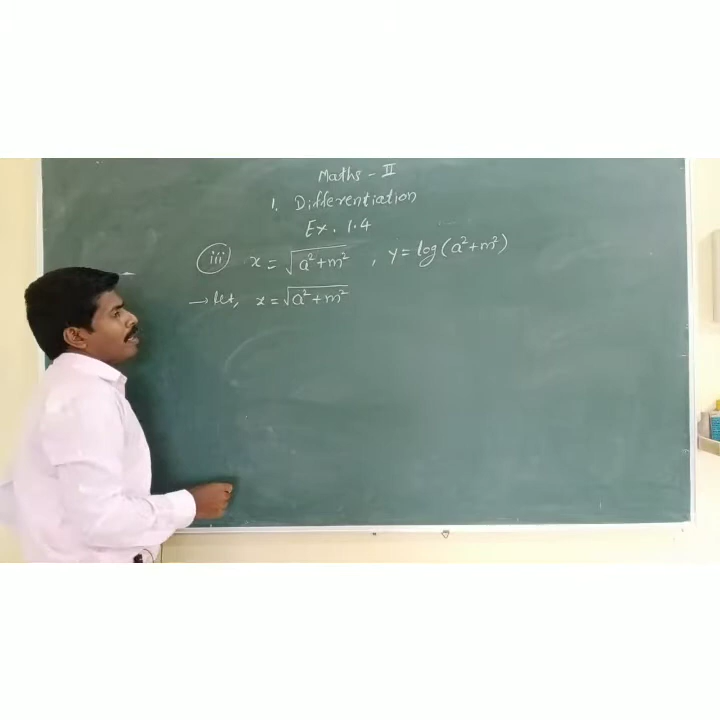 Maths - II
1. Differentiation
Ex. 1.4
iii x = √a²+m² , y = log(a²+m²)
→ let, x = √a²+m²